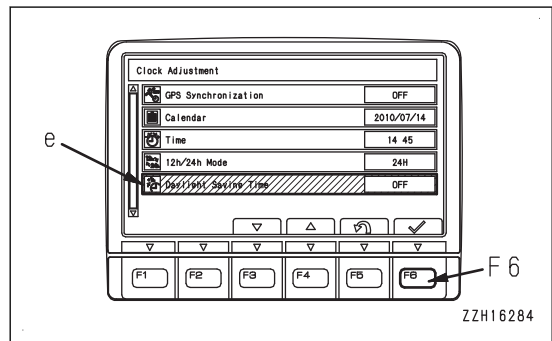 Clock Adjustment
GPS Synchronization OFF
Calendar 2010/07/14
Time 14 45
12h/24h Mode 24H
e
Daylight Saving Time OFF
F1 F2 F3 F4 F5 F6
F6
ZZH16284